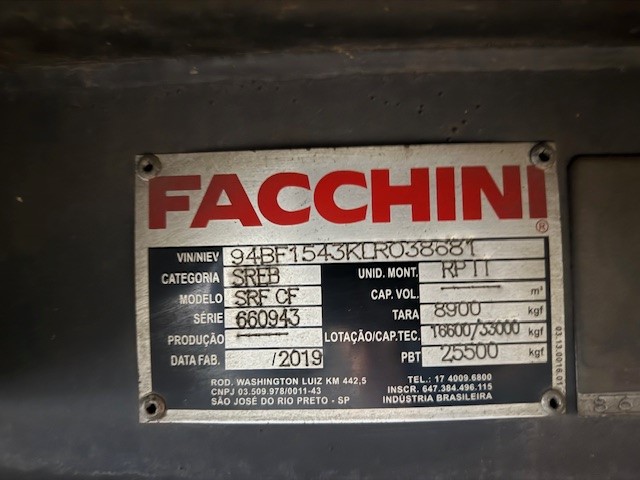 FACCHINI®
VIN/NIEV 94BF1543KLR038681
CATEGORIA SREB UNID. MONT. RPTT
MODELO SRF CF CAP. VOL. m³
SÉRIE 660943 TARA 8900 kgf
PRODUÇÃO LOTAÇÃO/CAP.TEC. 16600/33000 kgf
DATA FAB. /2019 PBT 25500 kgf
ROD. WASHINGTON LUIZ KM 442,5 TEL.: 17 4009.6800
CNPJ 03.509.978/0011-43 INSCR. 647.384.496.115
SÃO JOSÉ DO RIO PRETO - SP INDÚSTRIA BRASILEIRA